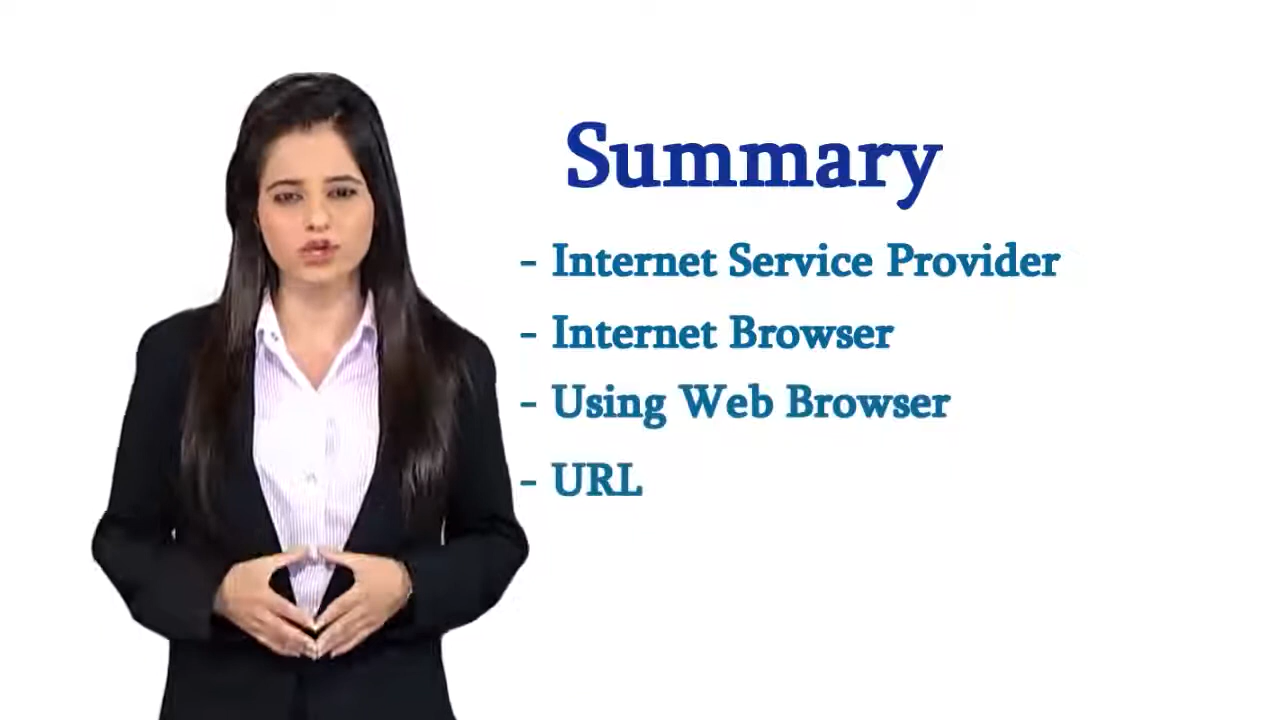 Summary
- Internet Service Provider
- Internet Browser
- Using Web Browser
- URL